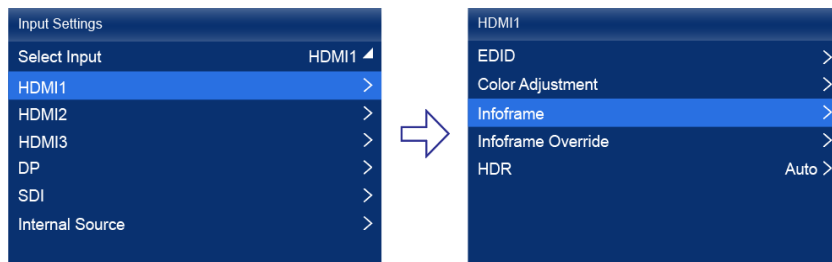 Input Settings
Select Input HDMI1
HDMI1
HDMI2
HDMI3
DP
SDI
Internal Source
HDMI1
EDID
Color Adjustment
Infoframe
Infoframe Override
HDR Auto